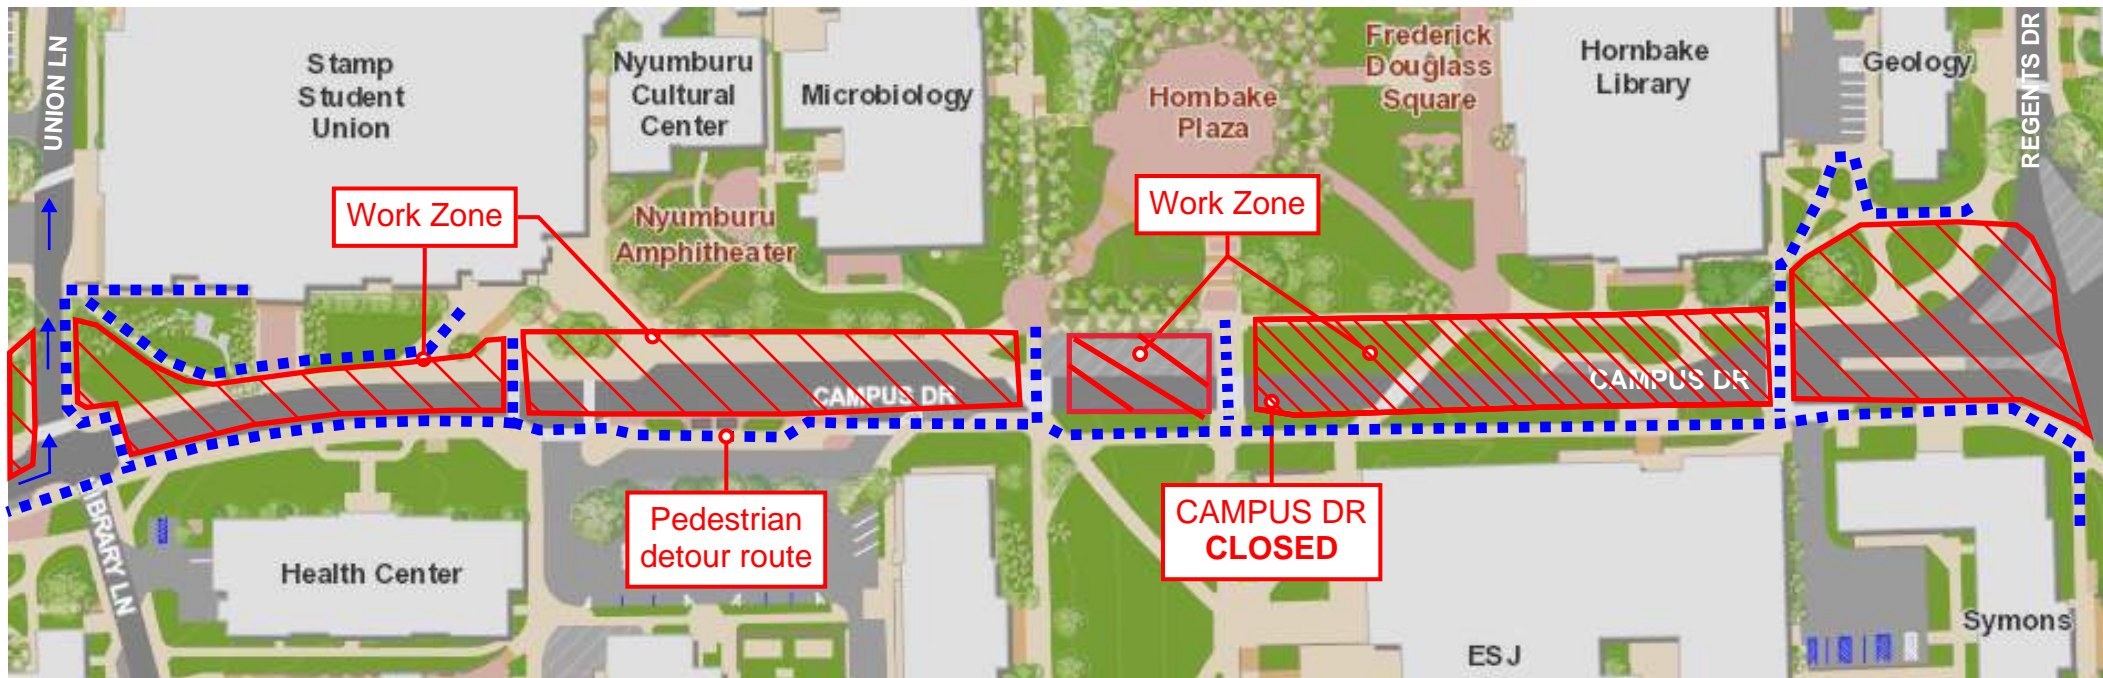 UNION LN
Stamp
Student
Union
Nyumburu
Cultural
Center
Microbiology
Hornbake
Plaza
Frederick
Douglass
Square
Hornbake
Library
Geology
REGENTS DR
Work Zone
Nyumburu
Amphitheater
Work Zone
CAMPUS DR
CAMPUS DR
Pedestrian
detour route
CAMPUS DR
CLOSED
LIBRARY LN
Health Center
ESJ
Symons